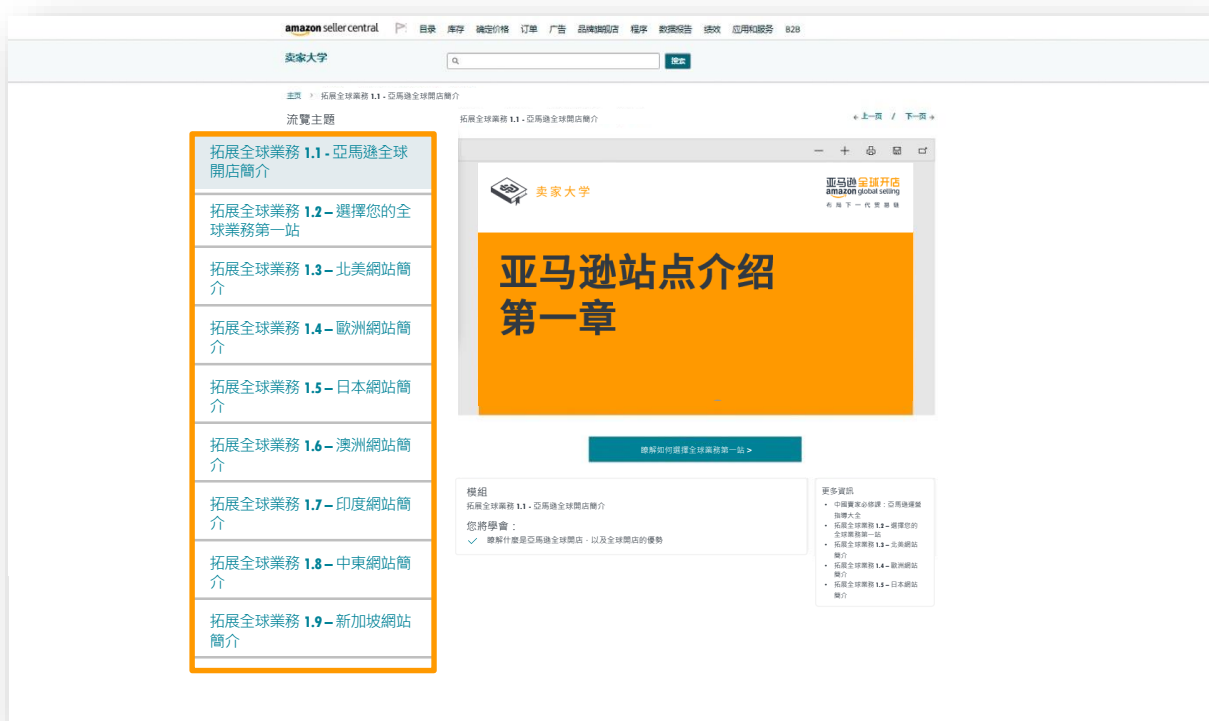 amazon seller central 目录 库存 确定价格 订单 广告 品牌旗舰店 程序 数据报告 绩效 应用和服务 B2B
卖家大学
搜索
主页 › 拓展全球業務 1.1 - 亞馬遜全球開店簡介
流覽主題
拓展全球業務 1.1 - 亞馬遜全球開店簡介
← 上一页 / 下一页 →
拓展全球業務 1.1 - 亞馬遜全球
開店簡介
拓展全球業務 1.2 – 選擇您的全
球業務第一站
拓展全球業務 1.3 – 北美網站簡
介
拓展全球業務 1.4 – 歐洲網站簡
介
拓展全球業務 1.5 – 日本網站簡
介
拓展全球業務 1.6 – 澳洲網站簡
介
拓展全球業務 1.7 – 印度網站簡
介
拓展全球業務 1.8 – 中東網站簡
介
拓展全球業務 1.9 – 新加坡網站
簡介
卖家大学
亚马逊全球开店
amazon global selling
布局下一代贸易链
亚马逊站点介绍
第一章
瞭解如何選擇全球業務第一站 >
模組
拓展全球業務 1.1 - 亞馬遜全球開店簡介
您將學會：
瞭解什麼是亞馬遜全球開店，以及全球開店的優勢
更多資訊
• 中國賣家必修課：亞馬遜運營
指導大全
• 拓展全球業務 1.2 – 選擇您的
全球業務第一站
• 拓展全球業務 1.3 – 北美網站
簡介
• 拓展全球業務 1.4 – 歐洲網站
簡介
• 拓展全球業務 1.5 – 日本網站
簡介